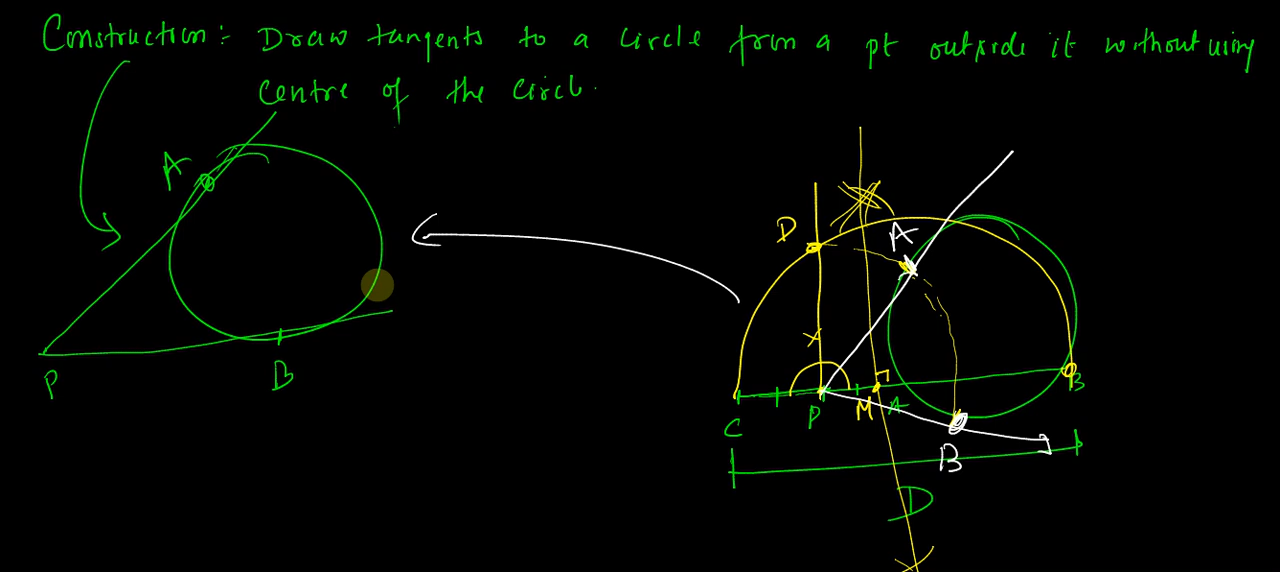 Construction:- Draw tangents to a circle from a pt outside it without using
centre of the circle.
A
P
B
D
A
C
P
M
A
B
B
D